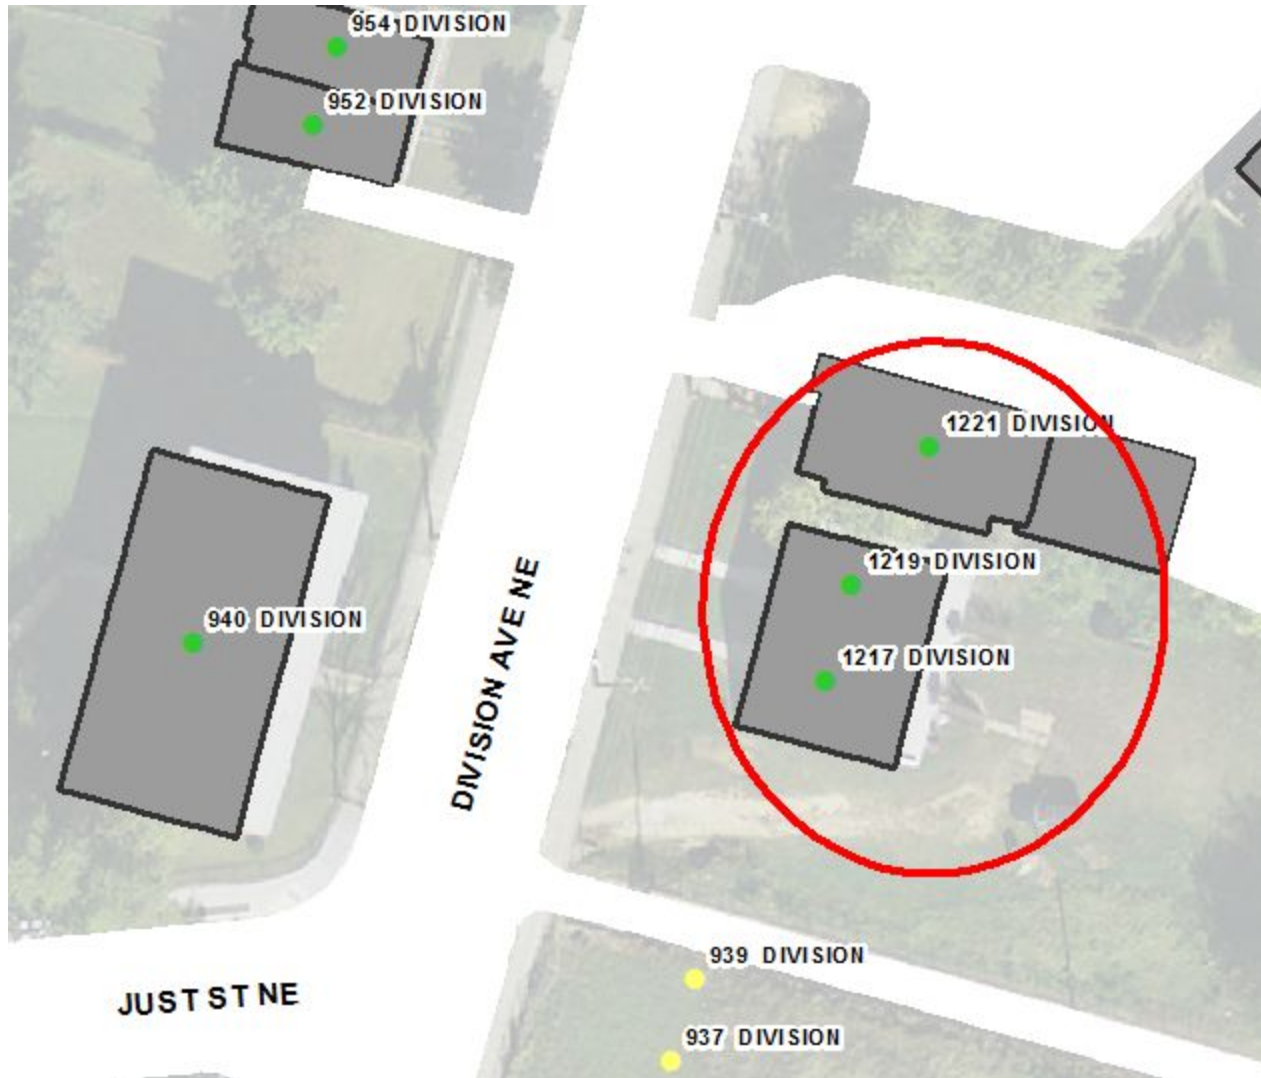 954 DIVISION
952 DIVISION
1221 DIVISION
1219 DIVISION
940 DIVISION
1217 DIVISION
DIVISION AVE NE
939 DIVISION
JUST ST NE
937 DIVISION